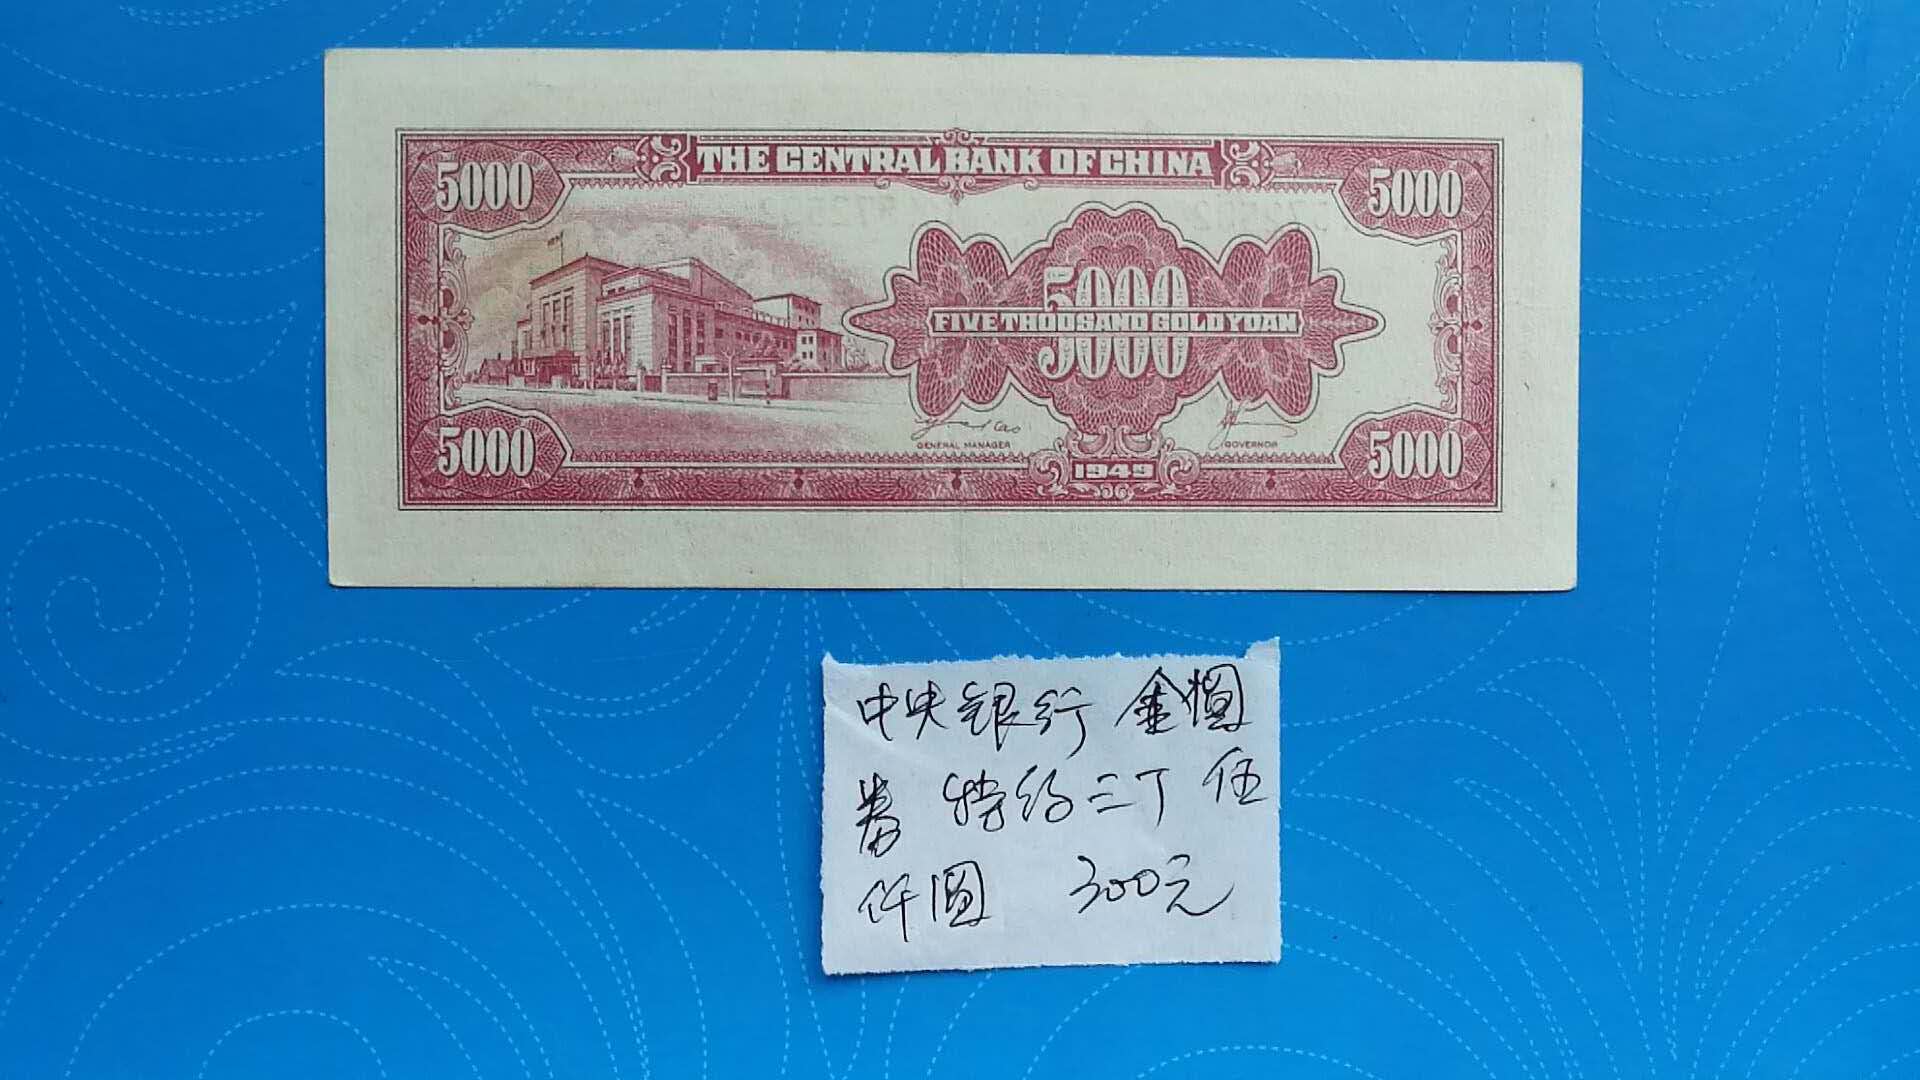 THE CENTRAL BANK OF CHINA
5000
5000
5000
FIVE THOUSAND GOLD YUAN
GENERAL MANAGER
GOVERNOR
5000
1949
5000
中央银行 金圆
券 特约三丁 伍
仟圆 300元